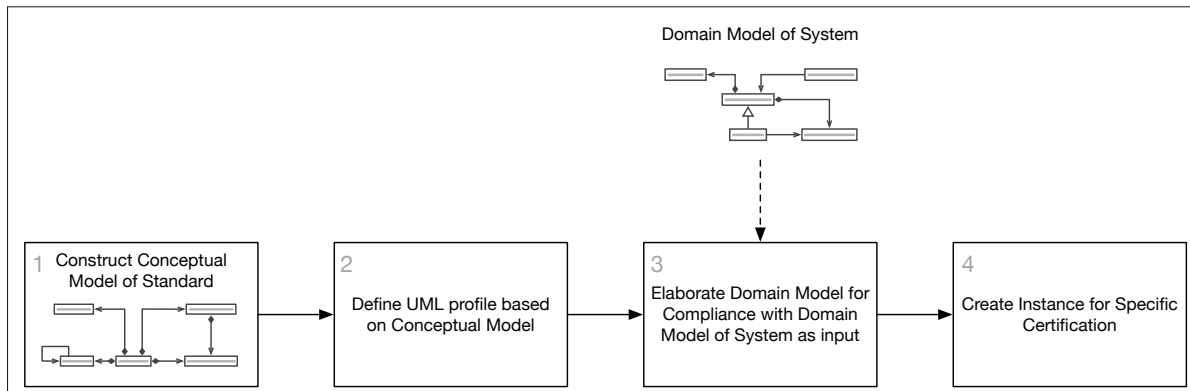 Domain Model of System
1
Construct Conceptual
Model of Standard
2
Define UML profile based
on Conceptual Model
3
Elaborate Domain Model for
Compliance with Domain
Model of System as input
4
Create Instance for Specific
Certification